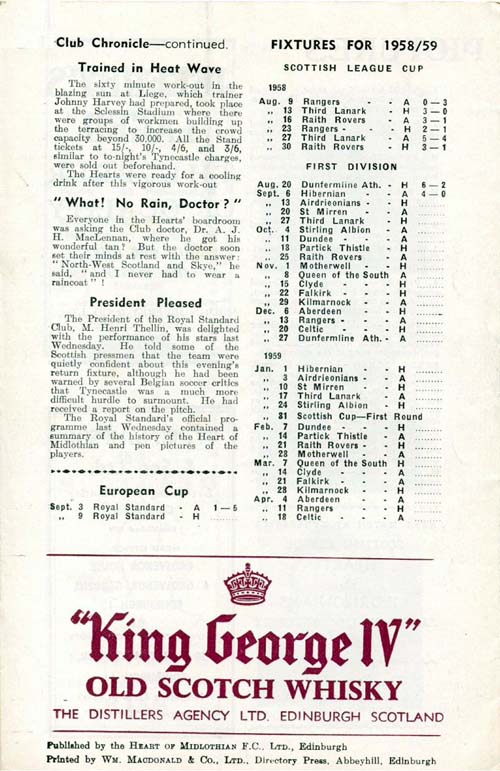 Club Chronicle—continued.
Trained in Heat Wave
The sixty minute work-out in the
blazing sun at Liege, which trainer
Johnny Harvey had prepared, took place
at the Sclessin Stadium where there
were groups of workmen building up
the terracing to increase the crowd
capacity beyond 30,000. All the Stand
tickets at 15/-, 10/-, 4/6, and 3/6,
similar to to-night's Tynecastle charges,
were sold out beforehand.
The Hearts were ready for a cooling
drink after this vigorous work-out
"What! No Rain, Doctor?"
Everyone in the Hearts' boardroom
was asking the Club doctor, Dr. A. J.
H. MacLennan, where he got his
wonderful tan? But the doctor soon
set their minds at rest with the answer:
"North-West Scotland and Skye," he
said, "and I never had to wear a
raincoat"!
President Pleased
The President of the Royal Standard
Club, M. Henri Thellin, was delighted
with the performance of his stars last
Wednesday. He told some of the
Scottish pressmen that the team were
quietly confident about this evening's
return fixture, although he had been
warned by several Belgian soccer critics
that Tynecastle was a much more
difficult hurdle to surmount. He had
received a report on the pitch.
The Royal Standard's official pro-
gramme last Wednesday contained a
summary of the history of the Heart of
Midlothian and pen pictures of the
players.
European Cup
Sept. 3 Royal Standard - A 1—5
,, 9 Royal Standard - H
FIXTURES FOR 1958/59
SCOTTISH LEAGUE CUP
1958
Aug. 9 Rangers - - A 0—3
,, 13 Third Lanark - H 3—0
,, 16 Raith Rovers - A 3—1
,, 23 Rangers - - H 2—1
,, 27 Third Lanark - A 5—4
,, 30 Raith Rovers - H 3—1
FIRST DIVISION
Aug. 20 Dunfermline Ath. - H 6—2
Sept. 6 Hibernian - - A 4—0
,, 13 Airdrieonians - H
,, 20 St Mirren - - A
,, 27 Third Lanark - H
Oct. 4 Stirling Albion - A
,, 11 Dundee - - A
,, 18 Partick Thistle - H
,, 25 Raith Rovers - A
Nov. 1 Motherwell - H
,, 8 Queen of the South A
,, 15 Clyde - - H
,, 22 Falkirk - - H
,, 29 Kilmarnock - A
Dec. 6 Aberdeen - - H
,, 13 Rangers - - A
,, 20 Celtic - - H
,, 27 Dunfermline Ath. - A
1959
Jan. 1 Hibernian - - H
,, 3 Airdrieonians - A
,, 10 St Mirren - - H
,, 17 Third Lanark - A
,, 24 Stirling Albion - H
,, 31 Scottish Cup—First Round
Feb. 7 Dundee - - H
,, 14 Partick Thistle - A
,, 21 Raith Rovers - H
,, 28 Motherwell - A
Mar. 7 Queen of the South H
,, 14 Clyde - - A
,, 21 Falkirk - - A
,, 28 Kilmarnock - H
Apr. 4 Aberdeen - - A
,, 11 Rangers - - H
,, 18 Celtic - - A
"King George IV"
OLD SCOTCH WHISKY
THE DISTILLERS AGENCY LTD. EDINBURGH SCOTLAND
Published by the HEART OF MIDLOTHIAN F.C., LTD., Edinburgh
Printed by WM. MACDONALD & Co., LTD., Directory Press, Abbeyhill, Edinburgh